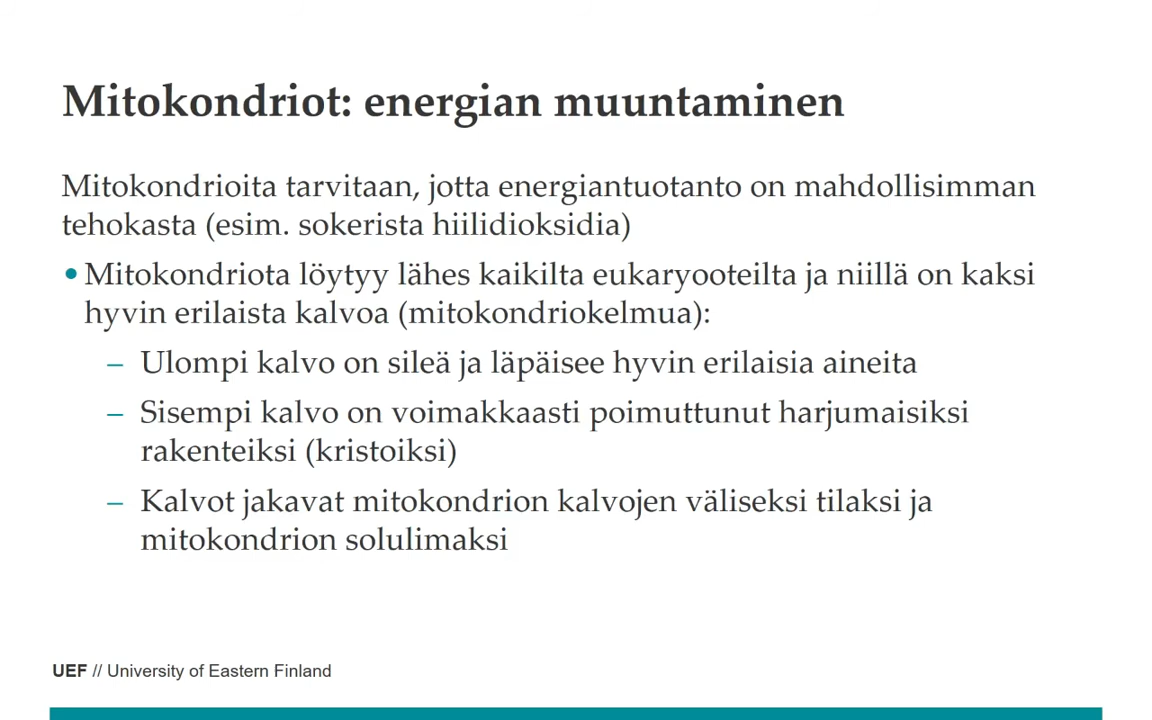 Mitokondriot: energian muuntaminen
Mitokondrioita tarvitaan, jotta energiantuotanto on mahdollisimman
tehokasta (esim. sokerista hiilidioksidia)
• Mitokondriota löytyy lähes kaikilta eukaryooteilta ja niillä on kaksi
hyvin erilaista kalvoa (mitokondriokelmua):
– Ulompi kalvo on sileä ja läpäisee hyvin erilaisia aineita
– Sisempi kalvo on voimakkaasti poimuttunut harjumaisiksi
rakenteiksi (kristoiksi)
– Kalvot jakavat mitokondrion kalvojen väliseksi tilaksi ja
mitokondrion solulimaksi
UEF // University of Eastern Finland